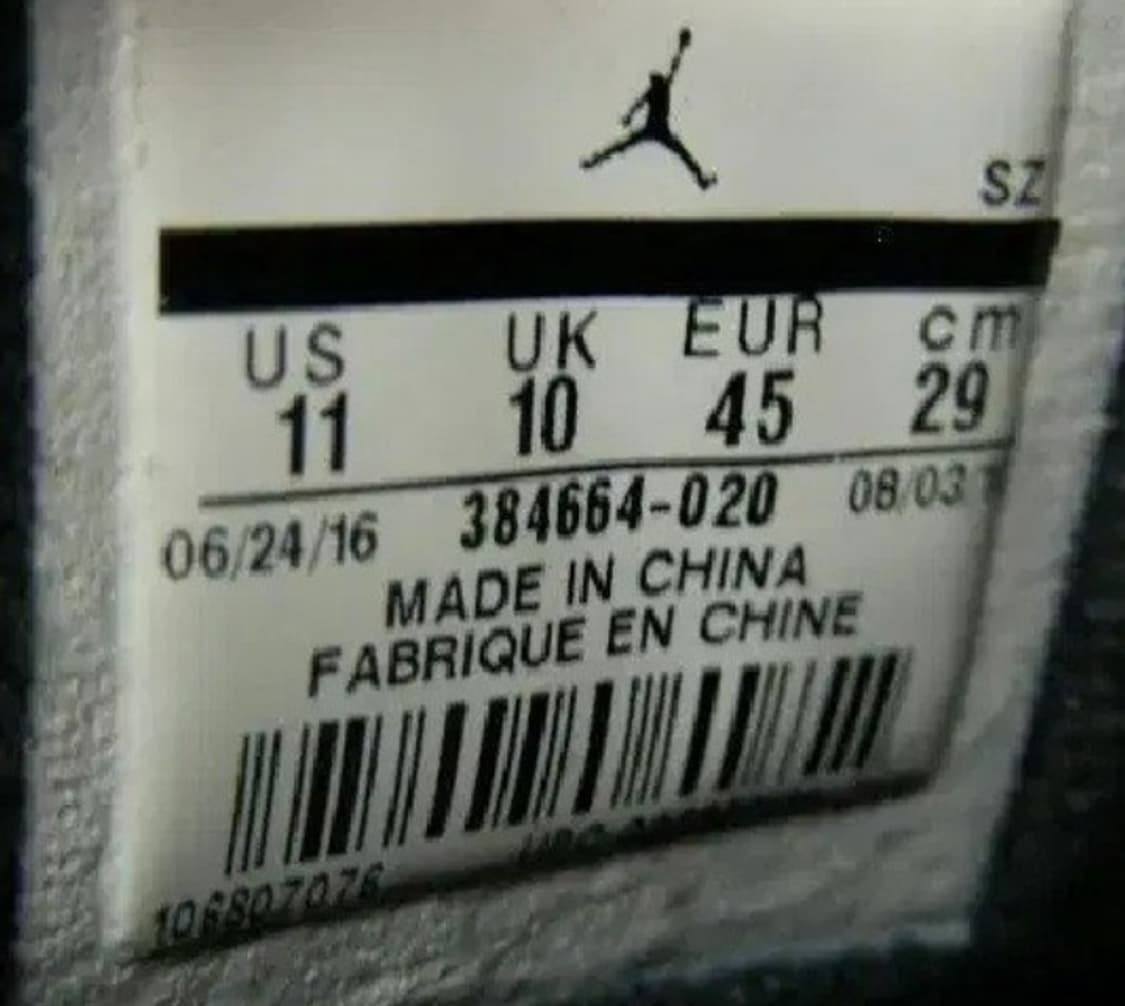 SZ
US UK EUR cm
11 10 45 29
06/24/16 384664-020 08/03
MADE IN CHINA
FABRIQUE EN CHINE